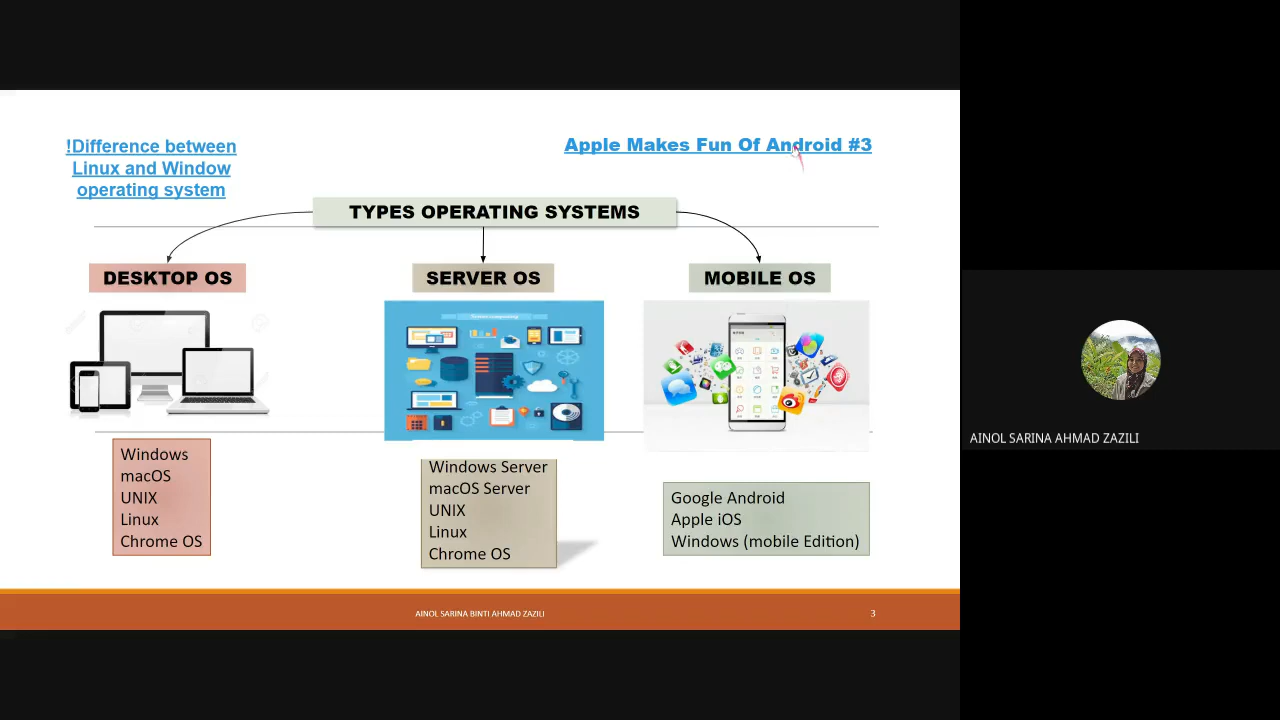 !Difference between
Linux and Window
operating system
Apple Makes Fun Of Android #3
TYPES OPERATING SYSTEMS
DESKTOP OS
SERVER OS
MOBILE OS
Windows
macOS
UNIX
Linux
Chrome OS
Windows Server
macOS Server
UNIX
Linux
Chrome OS
Google Android
Apple iOS
Windows (mobile Edition)
AINOL SARINA BINTI AHMAD ZAZILI
3
AINOL SARINA AHMAD ZAZILI